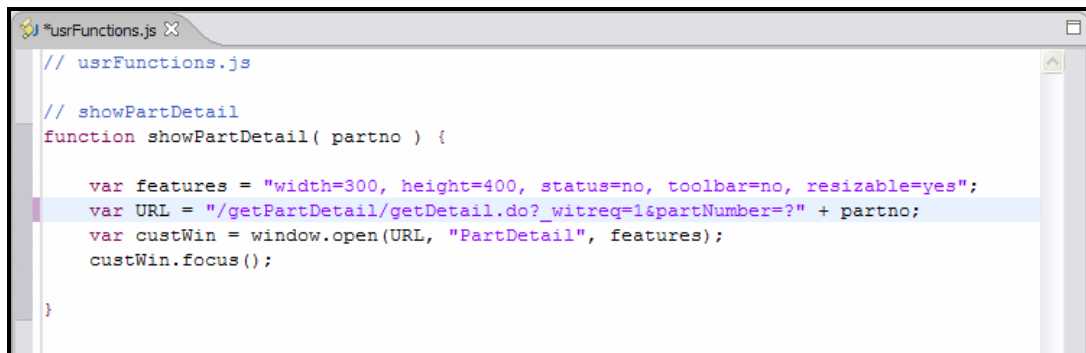 *usrFunctions.js
// usrFunctions.js
// showPartDetail
function showPartDetail( partno ) {
var features = "width=300, height=400, status=no, toolbar=no, resizable=yes";
var URL = "/getPartDetail/getDetail.do?_witreq=1&partNumber=?" + partno;
var custWin = window.open(URL, "PartDetail", features);
custWin.focus();
}